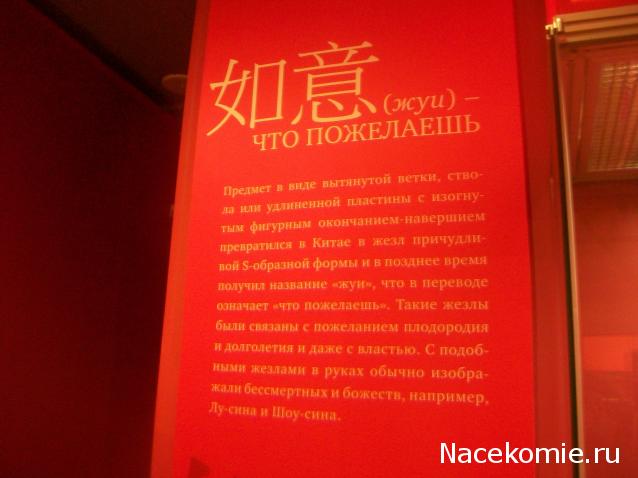 如意 (жуи) –
ЧТО ПОЖЕЛАЕШЬ
Предмет в виде вытянутой ветки, ство-
ла или удлиненной пластины с изогну-
тым фигурным окончанием-навершием
превратился в Китае в жезл причудли-
вой S-образной формы и в позднее время
получил название «жуи», что в переводе
означает «что пожелаешь». Такие жезлы
были связаны с пожеланием плодородия
и долголетия и даже с властью. С подоб-
ными жезлами в руках обычно изобра-
жали бессмертных и божеств, например,
Лу-сина и Шоу-сина.
Nacekomie.ru